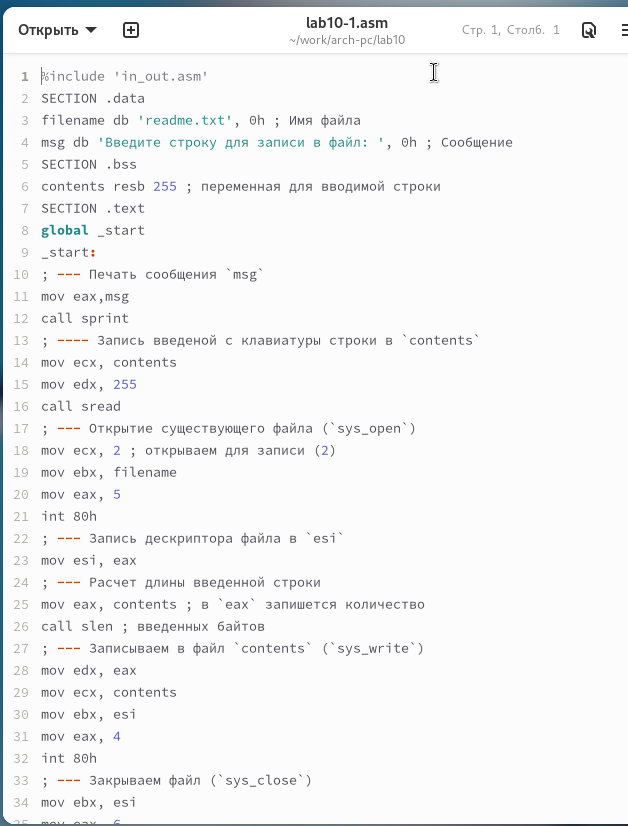 Открыть
lab10-1.asm
~/work/arch-pc/lab10
Стр. 1, Столб. 1
1 %include 'in_out.asm'
2 SECTION .data
3 filename db 'readme.txt', 0h ; Имя файла
4 msg db 'Введите строку для записи в файл: ', 0h ; Сообщение
5 SECTION .bss
6 contents resb 255 ; переменная для вводимой строки
7 SECTION .text
8 global _start
9 _start:
10 ; --- Печать сообщения `msg`
11 mov eax,msg
12 call sprint
13 ; ---- Запись введеной с клавиатуры строки в `contents`
14 mov ecx, contents
15 mov edx, 255
16 call sread
17 ; --- Открытие существующего файла (`sys_open`)
18 mov ecx, 2 ; открываем для записи (2)
19 mov ebx, filename
20 mov eax, 5
21 int 80h
22 ; --- Запись дескриптора файла в `esi`
23 mov esi, eax
24 ; --- Расчет длины введенной строки
25 mov eax, contents ; в `eax` запишется количество
26 call slen ; введенных байтов
27 ; --- Записываем в файл `contents` (`sys_write`)
28 mov edx, eax
29 mov ecx, contents
30 mov ebx, esi
31 mov eax, 4
32 int 80h
33 ; --- Закрываем файл (`sys_close`)
34 mov ebx, esi
35 mov eax, 6